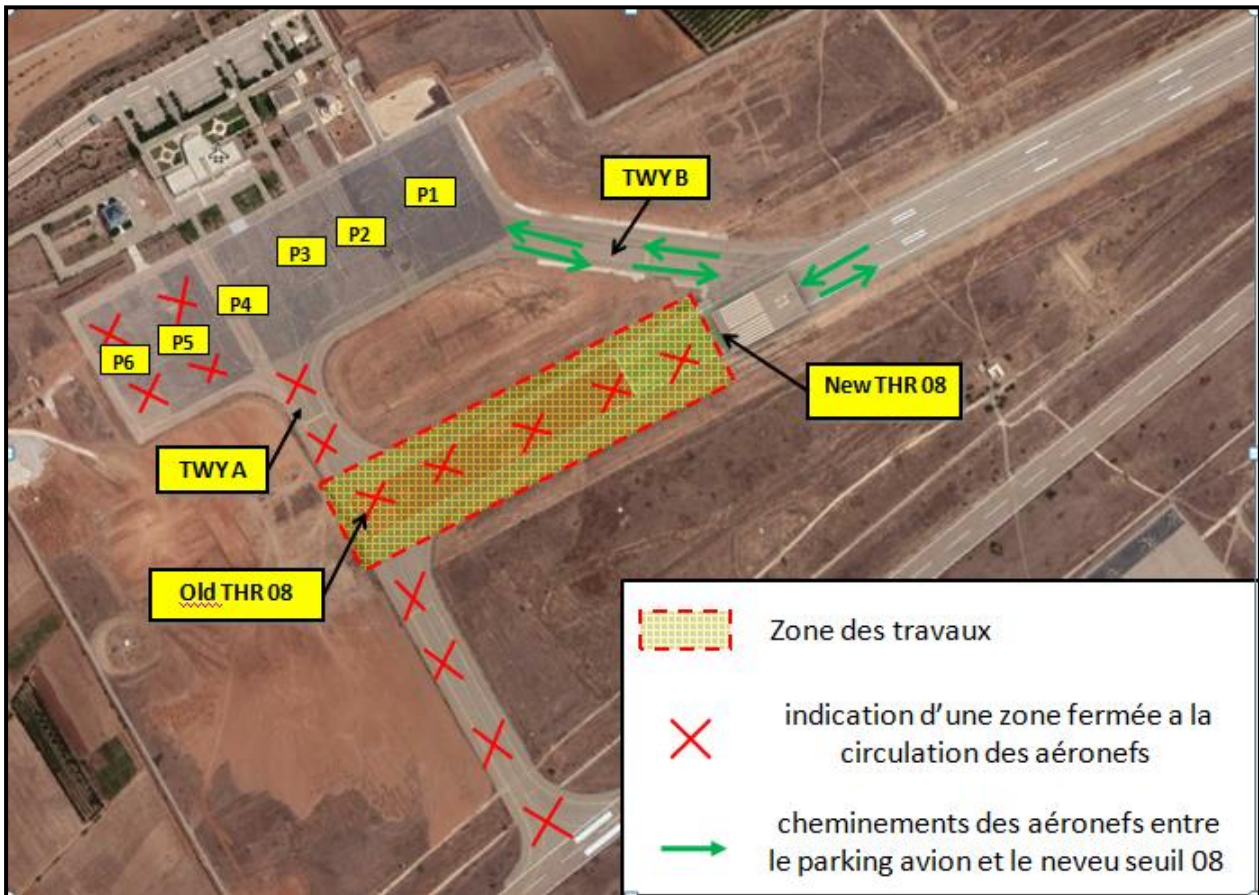 TWY B
P1
P2
P3
P4
P5
P6
New THR 08
TWY A
Old THR 08
Zone des travaux
indication d'une zone fermée a la
circulation des aéronefs
cheminements des aéronefs entre
le parking avion et le neveu seuil 08